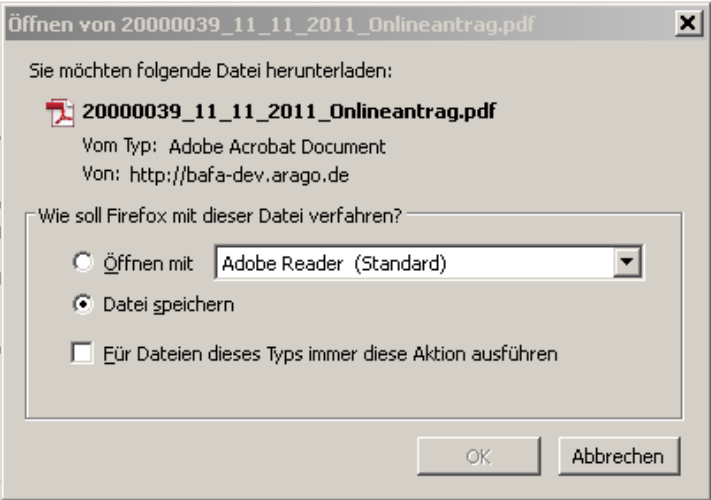 Öffnen von 20000039_11_11_2011_Onlineantrag.pdf
Sie möchten folgende Datei herunterladen:
20000039_11_11_2011_Onlineantrag.pdf
Vom Typ: Adobe Acrobat Document
Von: http://bafa-dev.arago.de
Wie soll Firefox mit dieser Datei verfahren?
Öffnen mit Adobe Reader (Standard)
Datei speichern
Für Dateien dieses Typs immer diese Aktion ausführen
OK Abbrechen